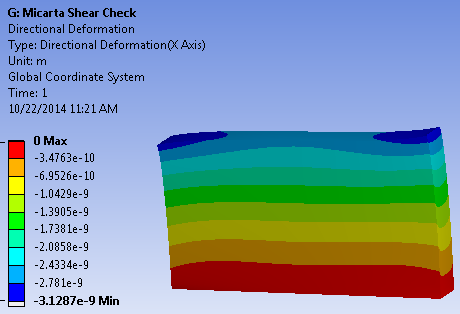 G: Micarta Shear Check
Directional Deformation
Type: Directional Deformation(X Axis)
Unit: m
Global Coordinate System
Time: 1
10/22/2014 11:21 AM
0 Max
-3.4763e-10
-6.9526e-10
-1.0429e-9
-1.3905e-9
-1.7381e-9
-2.0858e-9
-2.4334e-9
-2.781e-9
-3.1287e-9 Min